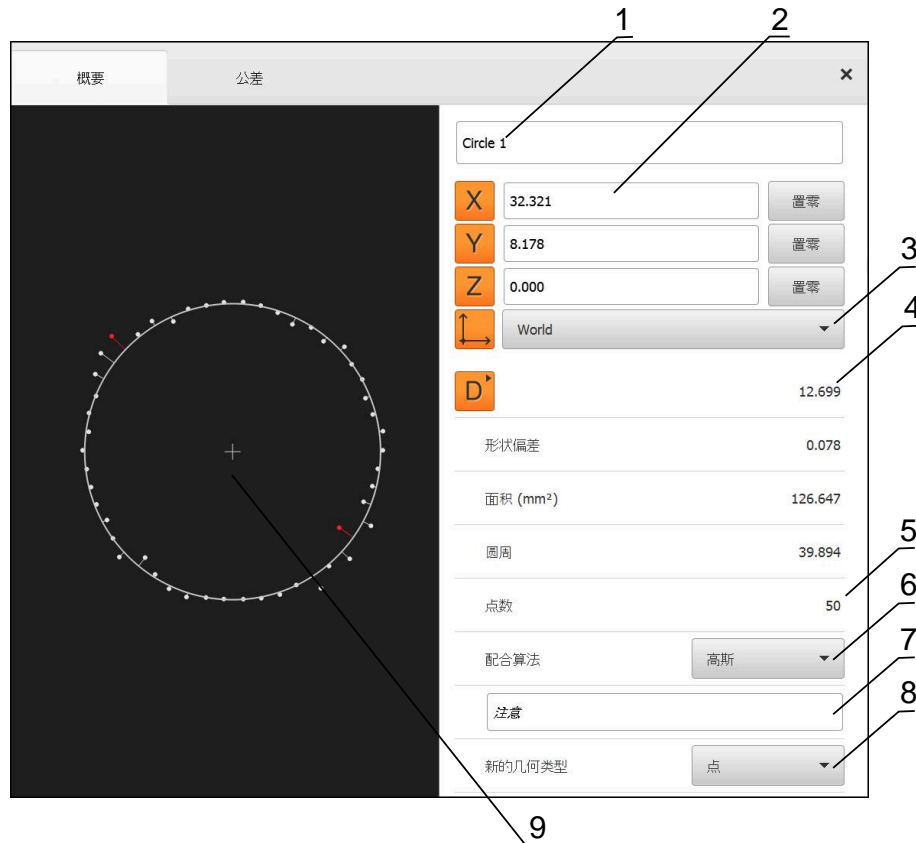 1 2
概要 公差 ×
Circle 1
X 32.321 置零
Y 8.178 置零
3
Z 0.000 置零
4
World
D 12.699
形状偏差 0.078
面积 (mm²) 126.647
5
圆周 39.894
6
点数 50
7
配合算法 高斯
8
注意
新的几何类型 点
9